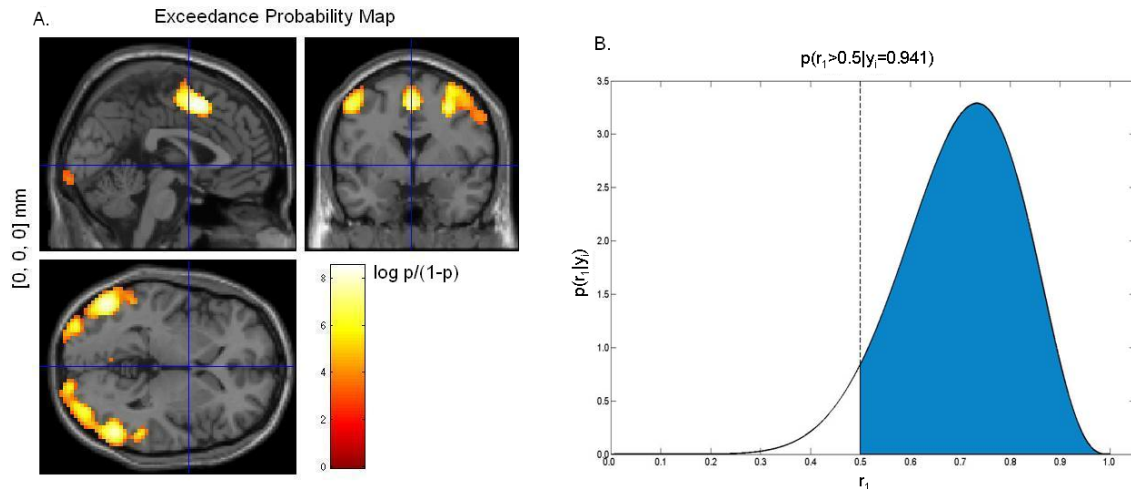 A.
Exceedance Probability Map
[0, 0, 0] mm
log p/(1-p)
8
6
4
2
0
B.
p(r₁>0.5|yᵢ=0.941)
p(r₁|yᵢ)
3.5
3.0
2.5
2.0
1.5
1.0
0.5
0.0
0.0 0.1 0.2 0.3 0.4 0.5 0.6 0.7 0.8 0.9 1.0
r₁